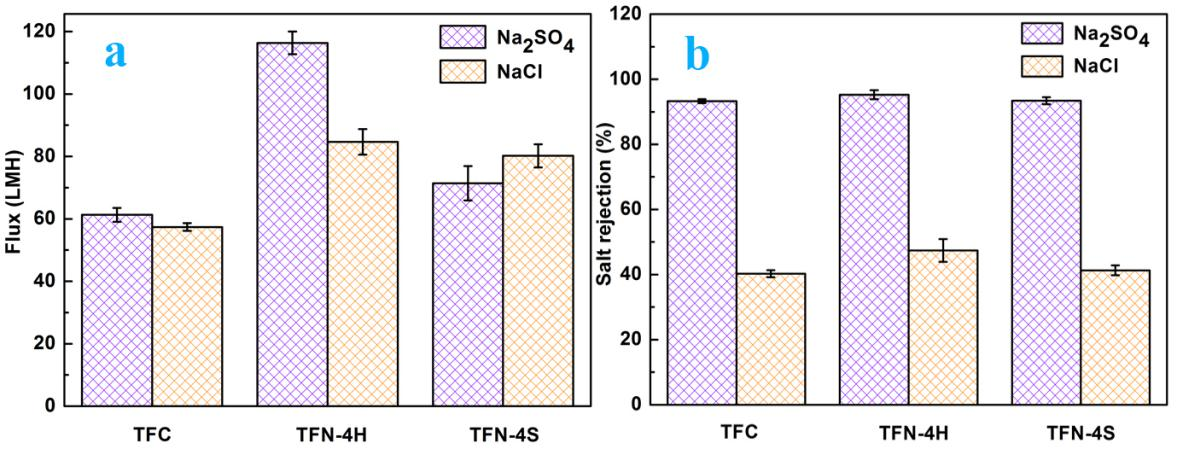 a
Na2SO4
NaCl
Flux (LMH)
120
100
80
60
40
20
0
TFC
TFN-4H
TFN-4S
b
Na2SO4
NaCl
Salt rejection (%)
120
100
80
60
40
20
0
TFC
TFN-4H
TFN-4S